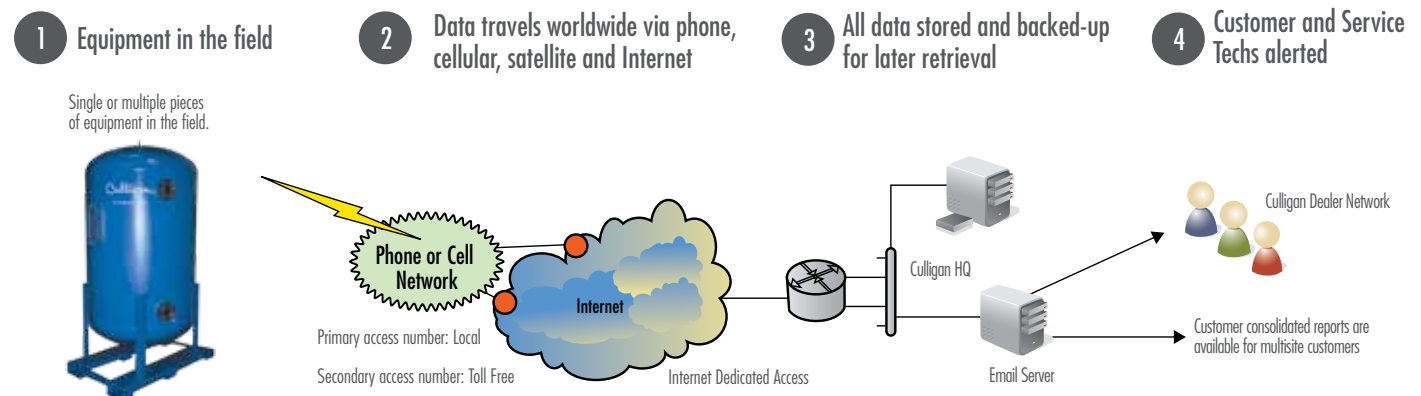 1 Equipment in the field
Single or multiple pieces
of equipment in the field.
Culligan
2 Data travels worldwide via phone,
cellular, satellite and Internet
Phone or Cell
Network
Internet
Primary access number: Local
Secondary access number: Toll Free
Internet Dedicated Access
3 All data stored and backed-up
for later retrieval
Culligan HQ
Email Server
4 Customer and Service
Techs alerted
Culligan Dealer Network
Customer consolidated reports are
available for multisite customers